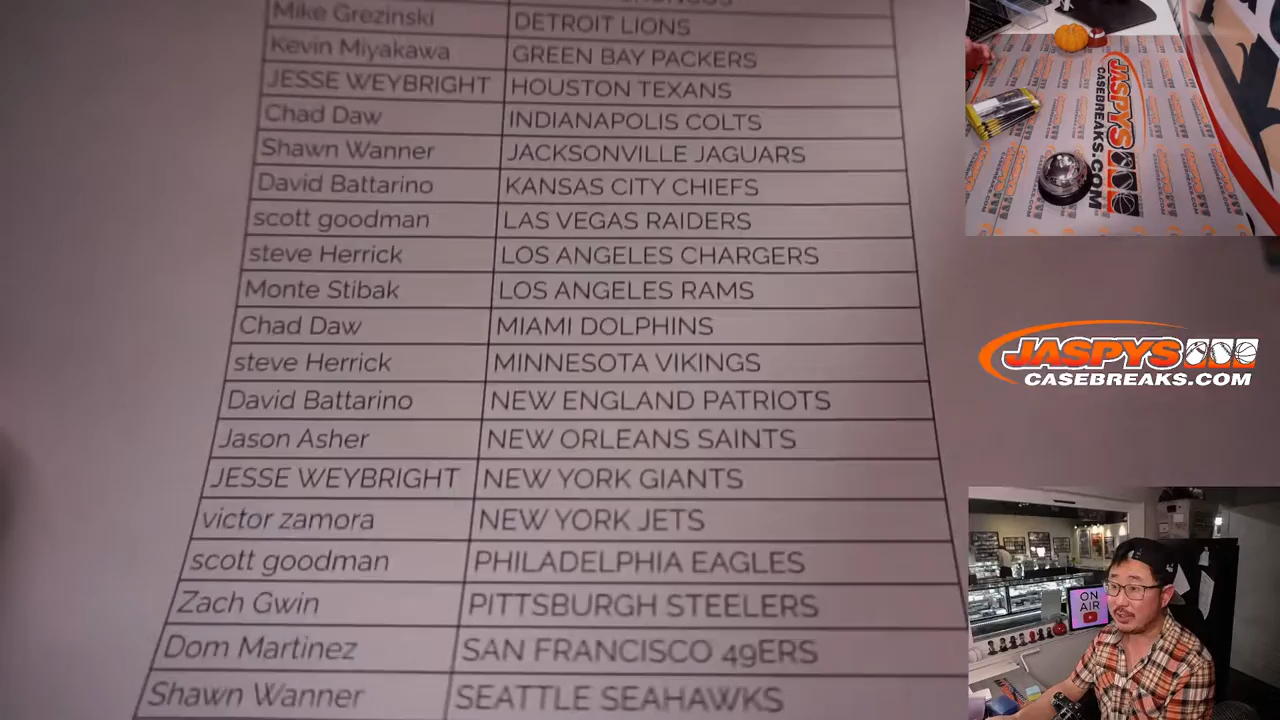 Mike Grezinski DETROIT LIONS
Kevin Miyakawa GREEN BAY PACKERS
JESSE WEYBRIGHT HOUSTON TEXANS
Chad Daw INDIANAPOLIS COLTS
Shawn Wanner JACKSONVILLE JAGUARS
David Battarino KANSAS CITY CHIEFS
scott goodman LAS VEGAS RAIDERS
steve Herrick LOS ANGELES CHARGERS
Monte Stibak LOS ANGELES RAMS
Chad Daw MIAMI DOLPHINS
steve Herrick MINNESOTA VIKINGS
David Battarino NEW ENGLAND PATRIOTS
Jason Asher NEW ORLEANS SAINTS
JESSE WEYBRIGHT NEW YORK GIANTS
victor zamora NEW YORK JETS
scott goodman PHILADELPHIA EAGLES
Zach Gwin PITTSBURGH STEELERS
Dom Martinez SAN FRANCISCO 49ERS
Shawn Wanner SEATTLE SEAHAWKS
JASPYS
CASEBREAKS.COM
JASPYS
CASEBREAKS.COM
ON
AIR